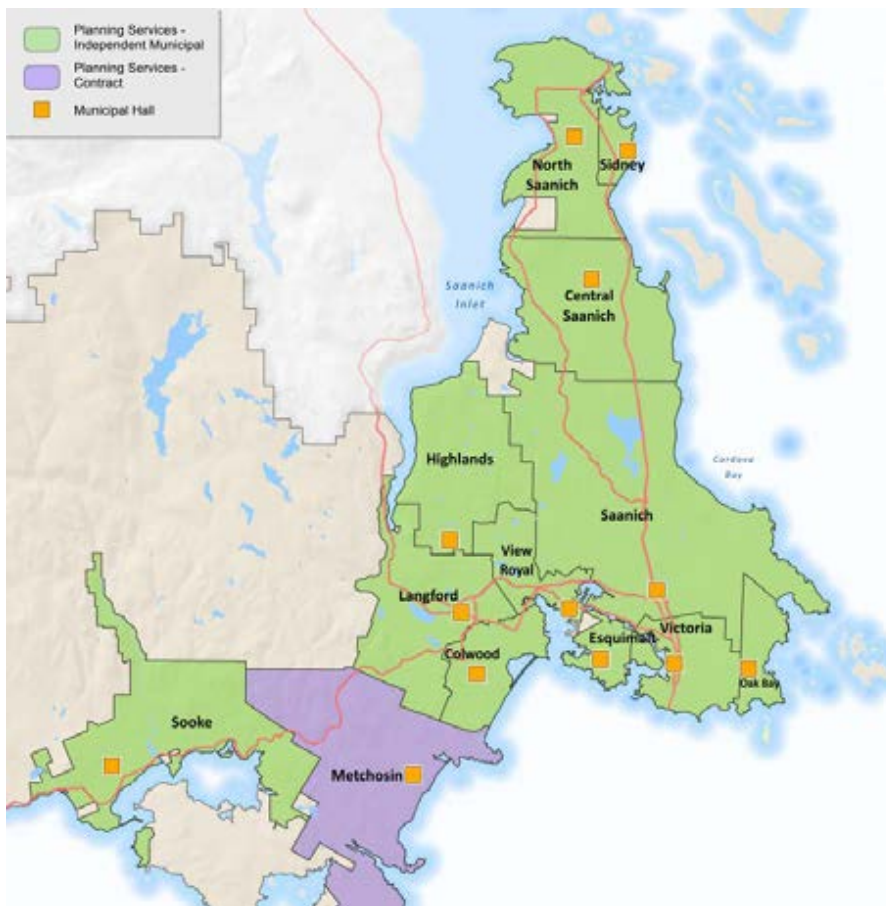 Planning Services -
Independent Municipal
Planning Services -
Contract
Municipal Hall
North
Saanich
Sidney
Saanich
Inlet
Central
Saanich
Highlands
Cordova
Bay
Saanich
View
Royal
Langford
Victoria
Esquimalt
Colwood
Oak Bay
Sooke
Metchosin